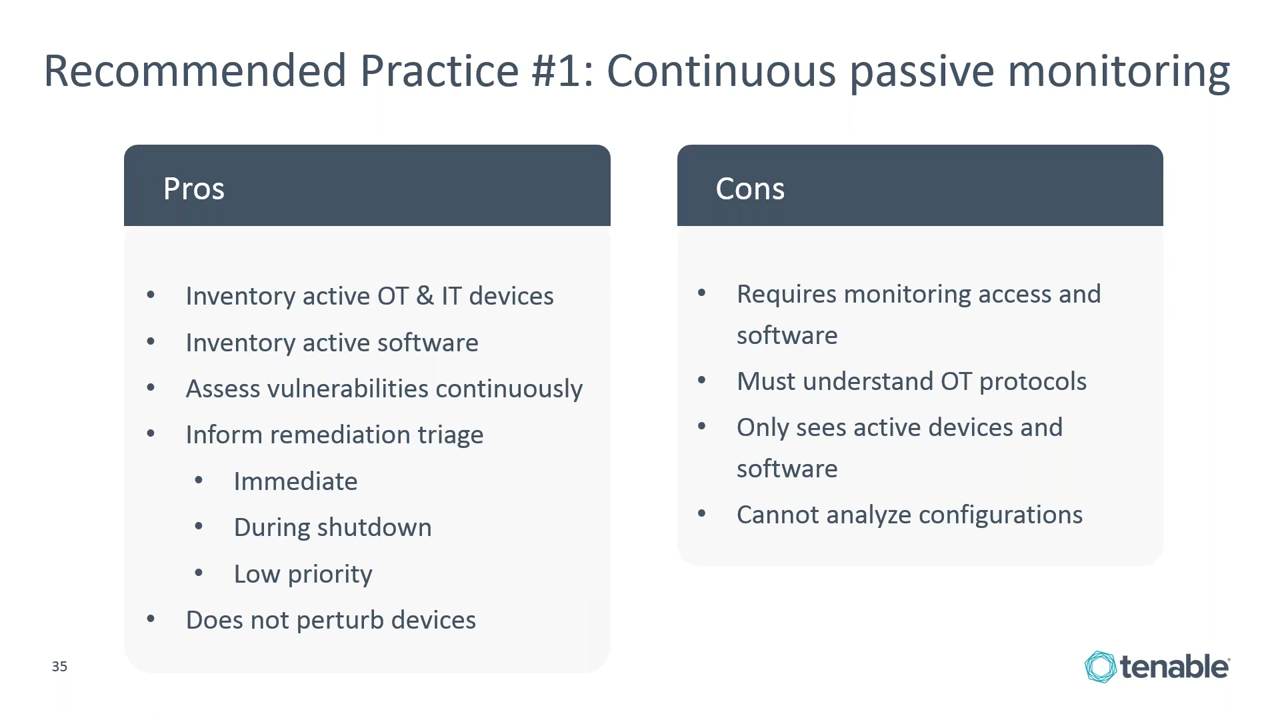 Recommended Practice #1: Continuous passive monitoring
Pros
• Inventory active OT & IT devices
• Inventory active software
• Assess vulnerabilities continuously
• Inform remediation triage
• Immediate
• During shutdown
• Low priority
• Does not perturb devices
Cons
• Requires monitoring access and
software
• Must understand OT protocols
• Only sees active devices and
software
• Cannot analyze configurations
35
tenable